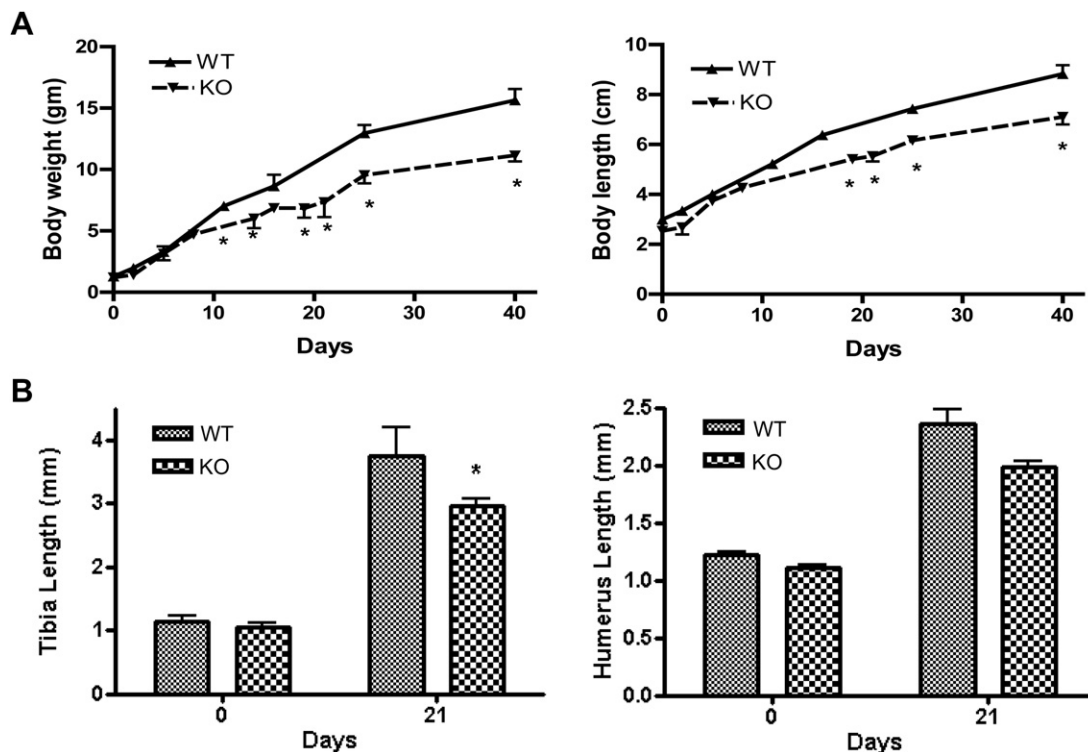 A
Body weight (gm)
20
15
10
5
0
WT
KO
*
*
*
*
*
*
0
10
20
30
40
Days
Body length (cm)
10
8
6
4
2
0
WT
KO
*
*
*
*
0
10
20
30
40
Days
B
Tibia Length (mm)
4
3
2
1
0
WT
KO
*
0
21
Days
Humerus Length (mm)
2.5
2.0
1.5
1.0
0.5
0.0
WT
KO
0
21
Days